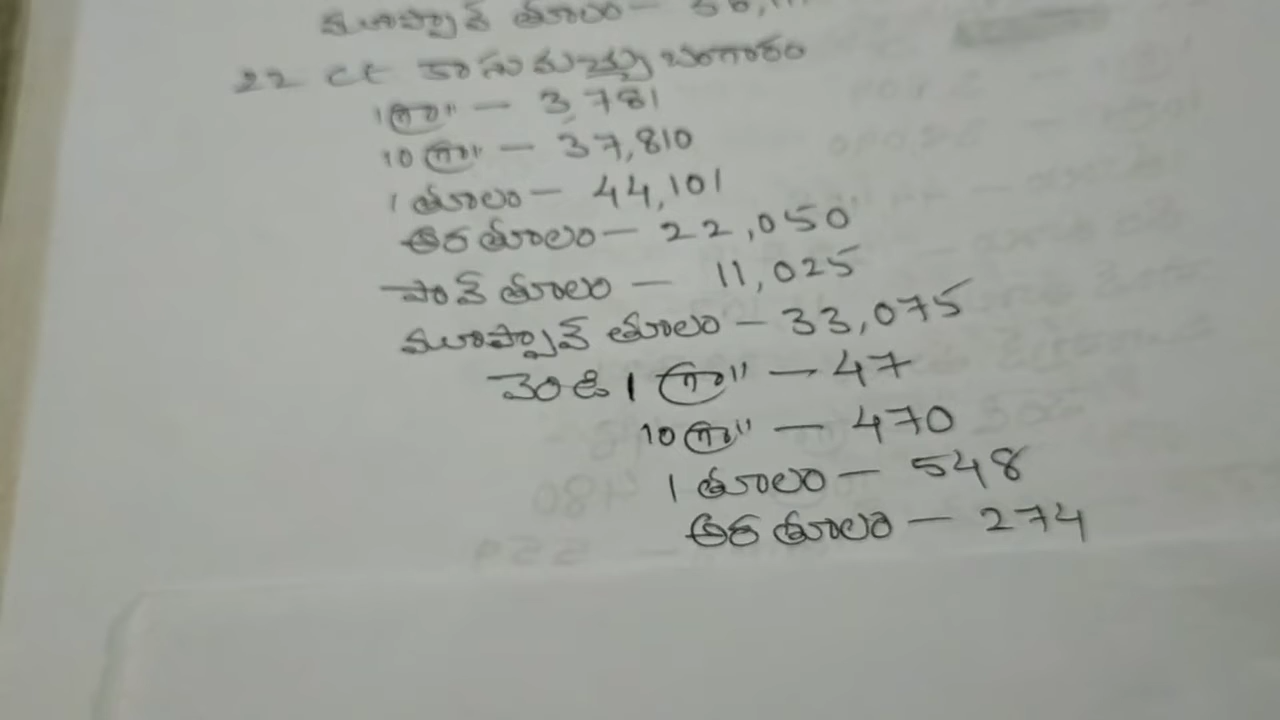 ముప్పావ్ తులం -
22 ct కాసుమచ్చు బంగారం
1 గ్రా" - 3,781
10 గ్రా" - 37,810
1 తులం - 44,101
అర తులం - 22,050
పావ్ తులం - 11,025
ముప్పావ్ తులం - 33,075
వెండి 1 గ్రా" - 47
10 గ్రా" - 470
1 తులం - 548
అర తులం - 274